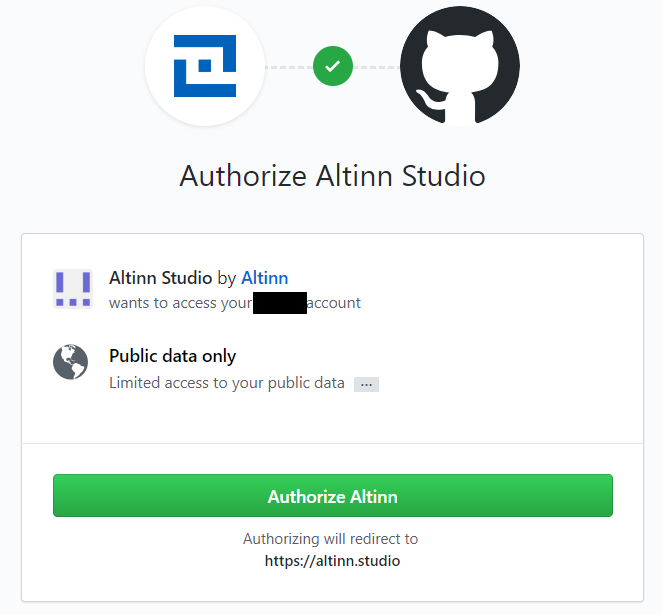 Authorize Altinn Studio
Altinn Studio by Altinn
wants to access your account
Public data only
Limited access to your public data ...
Authorize Altinn
Authorizing will redirect to
https://altinn.studio